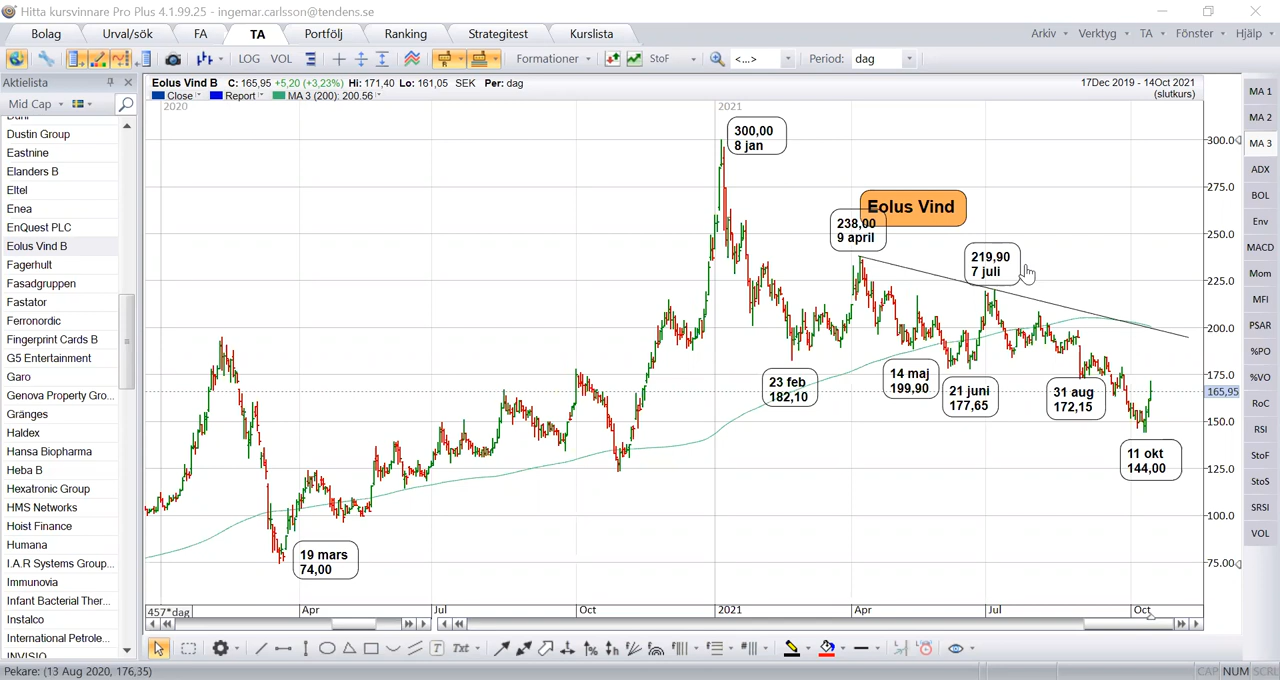 Hitta kursvinnare Pro Plus 4.1.99.25 - ingemar.carlsson@tendens.se
Bolag Urval/sök FA TA Portfölj Ranking Strategitest Kurslista Arkiv Verktyg TA Fönster Hjälp
LOG VOL R Formationer StoF <...> Period: dag
Aktielista
Mid Cap
Dustin Group
Eastnine
Elanders B
Eltel
Enea
EnQuest PLC
Eolus Vind B
Fagerhult
Fasadgruppen
Fastator
Ferronordic
Fingerprint Cards B
G5 Entertainment
Garo
Genova Property Gro...
Gränges
Haldex
Hansa Biopharma
Heba B
Hexatronic Group
HMS Networks
Hoist Finance
Humana
I.A.R Systems Group...
Immunovia
Infant Bacterial Ther...
Instalco
International Petrole...
INVISIO
Eolus Vind B C: 165,95 +5,20 (+3,23%) Hi: 171,40 Lo: 161,05 SEK Per: dag
17Dec 2019 - 14Oct 2021
Close Report MA 3 (200): 200.56
(slutkurs)
2020 2021
300,00
8 jan
Eolus Vind
238,00
9 april
219,90
7 juli
23 feb
182,10
14 maj
199,90
21 juni
177,65
31 aug
172,15
11 okt
144,00
19 mars
74,00
300.0
275.0
250.0
225.0
200.0
175.0
165,95
150.0
125.0
100.0
75.00
457*dag Apr Jul Oct 2021 Apr Jul Oct
MA 1
MA 2
MA 3
ADX
BOL
Env
MACD
Mom
MFI
PSAR
%PO
%VO
RoC
RSI
StoF
StoS
SRSI
VOL
T Txt
Pekare: (13 Aug 2020, 176,35) CAP NUM SCRL